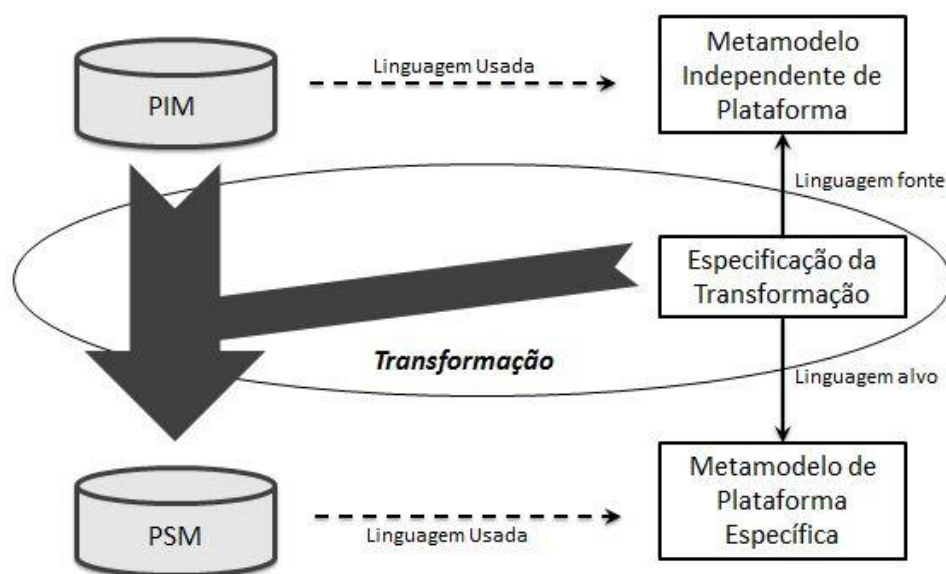 PIM
Linguagem Usada
Metamodelo
Independente de
Plataforma
Linguagem fonte
Especificação da
Transformação
Transformação
Linguagem alvo
PSM
Linguagem Usada
Metamodelo de
Plataforma
Específica